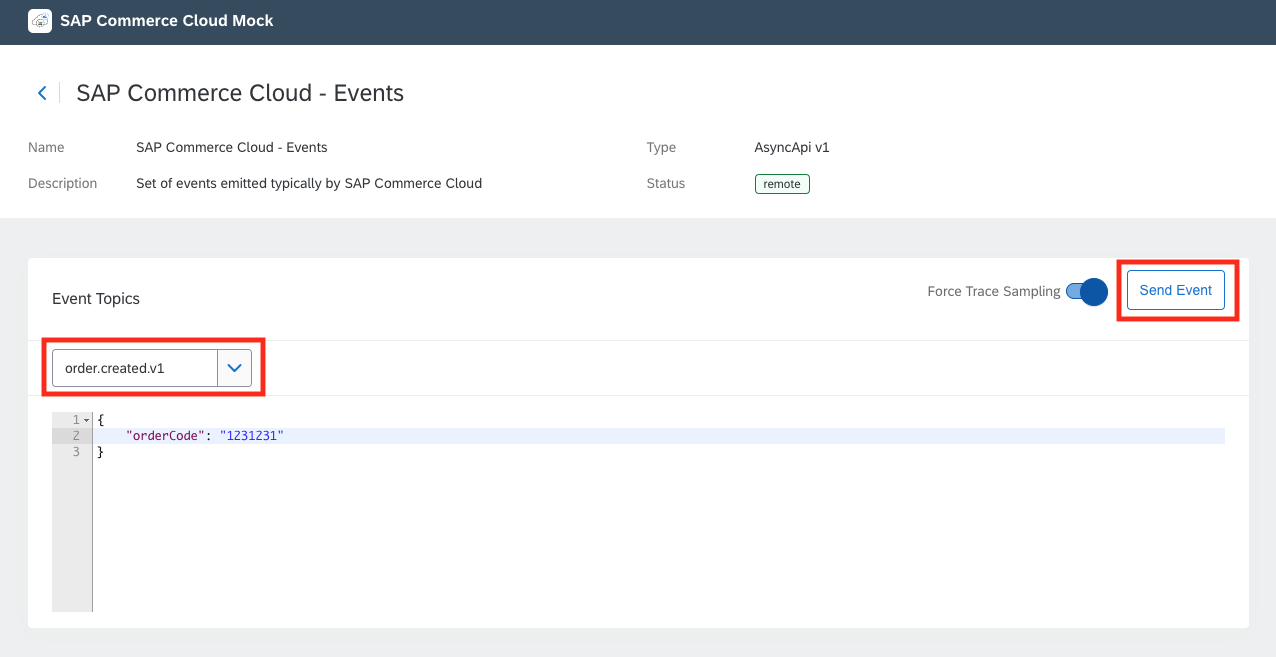 SAP Commerce Cloud Mock
SAP Commerce Cloud - Events
Name SAP Commerce Cloud - Events Type AsyncApi v1
Description Set of events emitted typically by SAP Commerce Cloud Status remote
Event Topics Force Trace Sampling Send Event
order.created.v1
1 {
2 "orderCode": "1231231"
3 }